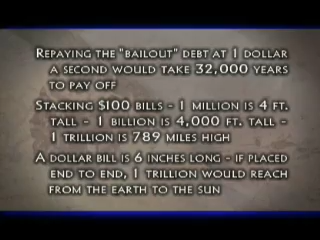 REPAYING THE "BAILOUT" DEBT AT 1 DOLLAR
A SECOND WOULD TAKE 32,000 YEARS
TO PAY OFF
STACKING $100 BILLS - 1 MILLION IS 4 FT.
TALL - 1 BILLION IS 4,000 FT. TALL -
1 TRILLION IS 789 MILES HIGH
A DOLLAR BILL IS 6 INCHES LONG - IF PLACED
END TO END, 1 TRILLION WOULD REACH
FROM THE EARTH TO THE SUN